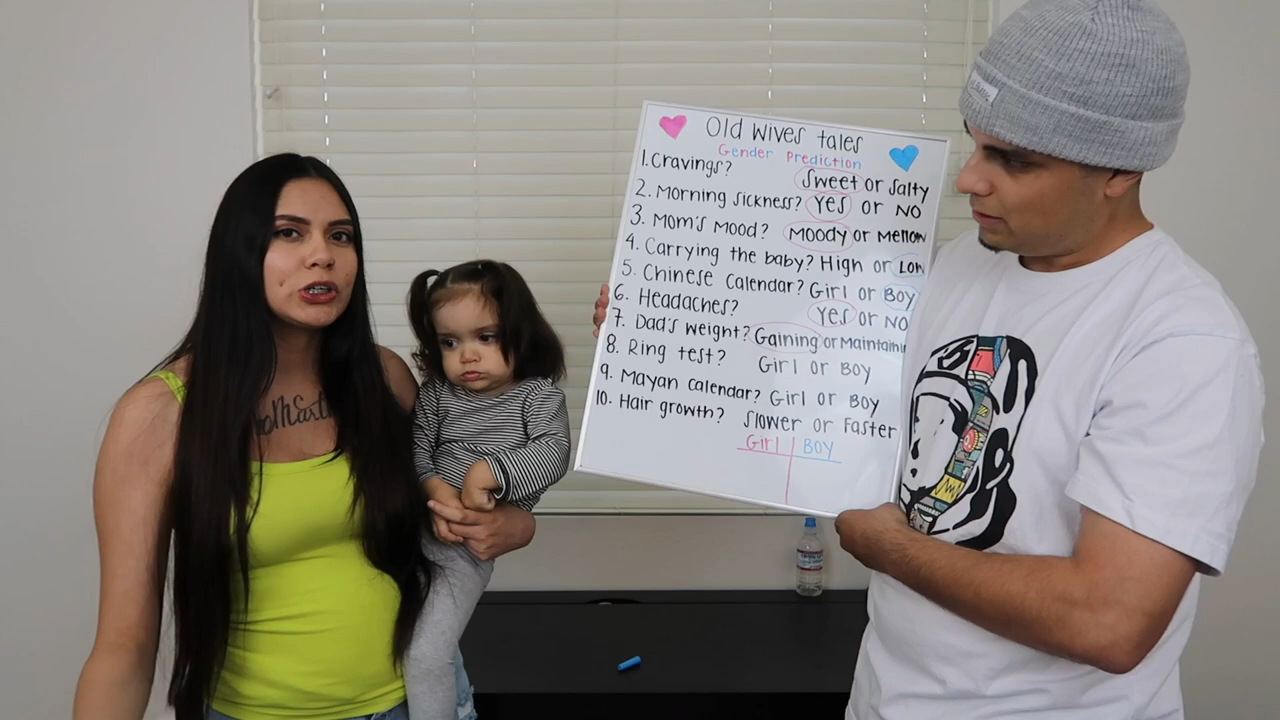 Old wives tales
Gender Prediction
1. Cravings? Sweet or Salty
2. Morning sickness? Yes or NO
3. Mom's Mood? Moody or Mellow
4. Carrying the baby? High or Low
5. Chinese Calendar? Girl or BOY
6. Headaches? Yes or NO
7. Dad's weight? Gaining or Maintainin
8. Ring test? Girl or BOY
9. Mayan Calendar? Girl or BOY
10. Hair growth? Slower or Faster
Girl BOY